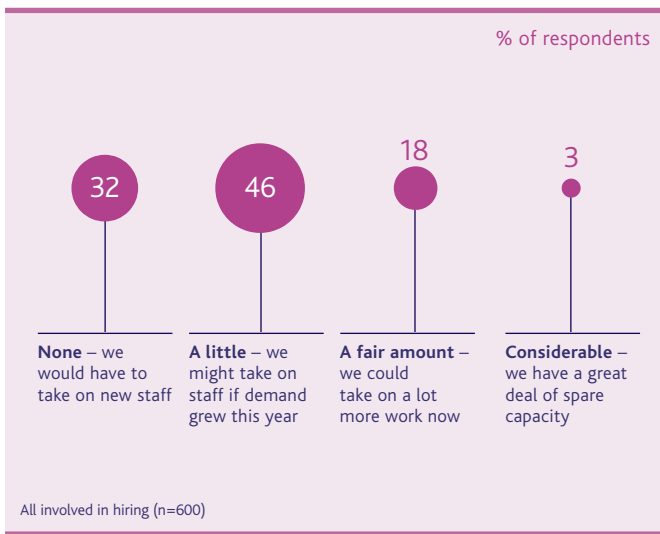 % of respondents
32
46
18
3
None – we
would have to
take on new staff
A little – we
might take on
staff if demand
grew this year
A fair amount –
we could
take on a lot
more work now
Considerable –
we have a great
deal of spare
capacity
All involved in hiring (n=600)